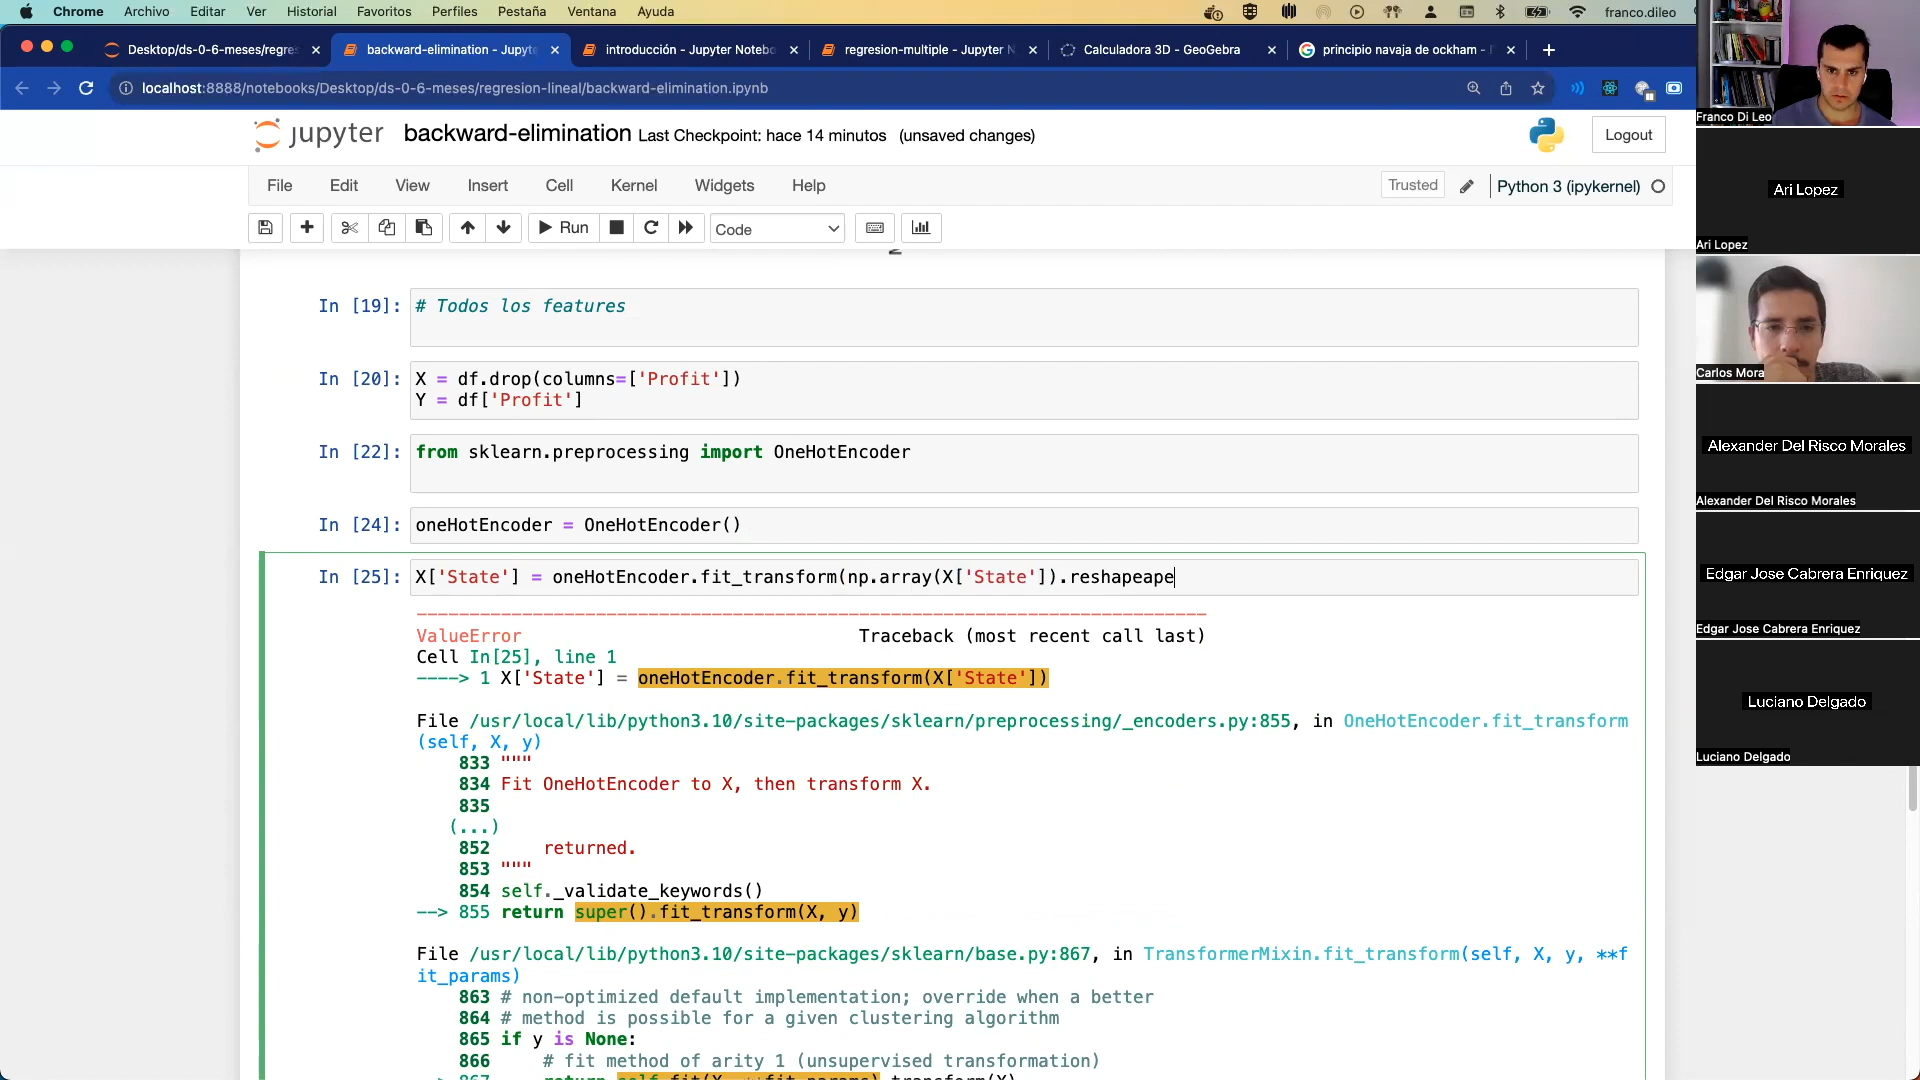 Chrome Archivo Editar Ver Historial Favoritos Perfiles Pestaña Ventana Ayuda franco.dileo
Desktop/ds-0-6-meses/regre
backward-elimination - Jupyt
introducción - Jupyter Notebo
regresion-multiple - Jupyter N
Calculadora 3D - GeoGebra
principio navaja de ockham -
localhost:8888/notebooks/Desktop/ds-0-6-meses/regresion-lineal/backward-elimination.ipynb
jupyter backward-elimination Last Checkpoint: hace 14 minutos (unsaved changes) Logout
File Edit View Insert Cell Kernel Widgets Help Trusted Python 3 (ipykernel)
Run Code
In [19]: # Todos los features
In [20]: X = df.drop(columns=['Profit'])
Y = df['Profit']
In [22]: from sklearn.preprocessing import OneHotEncoder
In [24]: oneHotEncoder = OneHotEncoder()
In [25]: X['State'] = oneHotEncoder.fit_transform(np.array(X['State']).reshapeape
---------------------------------------------------------------------------
ValueError Traceback (most recent call last)
Cell In[25], line 1
----> 1 X['State'] = oneHotEncoder.fit_transform(X['State'])
File /usr/local/lib/python3.10/site-packages/sklearn/preprocessing/_encoders.py:855, in OneHotEncoder.fit_transform
(self, X, y)
833 """
834 Fit OneHotEncoder to X, then transform X.
835
(...)
852 returned.
853 """
854 self._validate_keywords()
--> 855 return super().fit_transform(X, y)
File /usr/local/lib/python3.10/site-packages/sklearn/base.py:867, in TransformerMixin.fit_transform(self, X, y, **f
it_params)
863 # non-optimized default implementation; override when a better
864 # method is possible for a given clustering algorithm
865 if y is None:
866 # fit method of arity 1 (unsupervised transformation)
867 return self.fit(X, **fit_params).transform(X)
Franco Di Leo
Ari Lopez
Ari Lopez
Carlos Mora
Alexander Del Risco Morales
Alexander Del Risco Morales
Edgar Jose Cabrera Enriquez
Edgar Jose Cabrera Enriquez
Luciano Delgado
Luciano Delgado